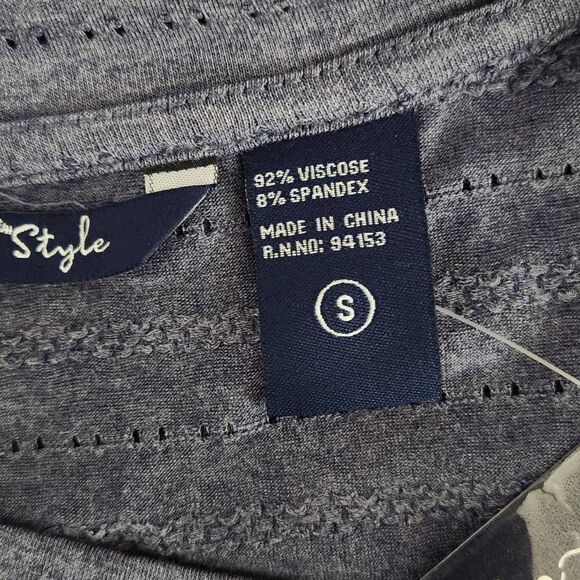 Style
92% VISCOSE
8% SPANDEX
MADE IN CHINA
R.N.NO: 94153
S